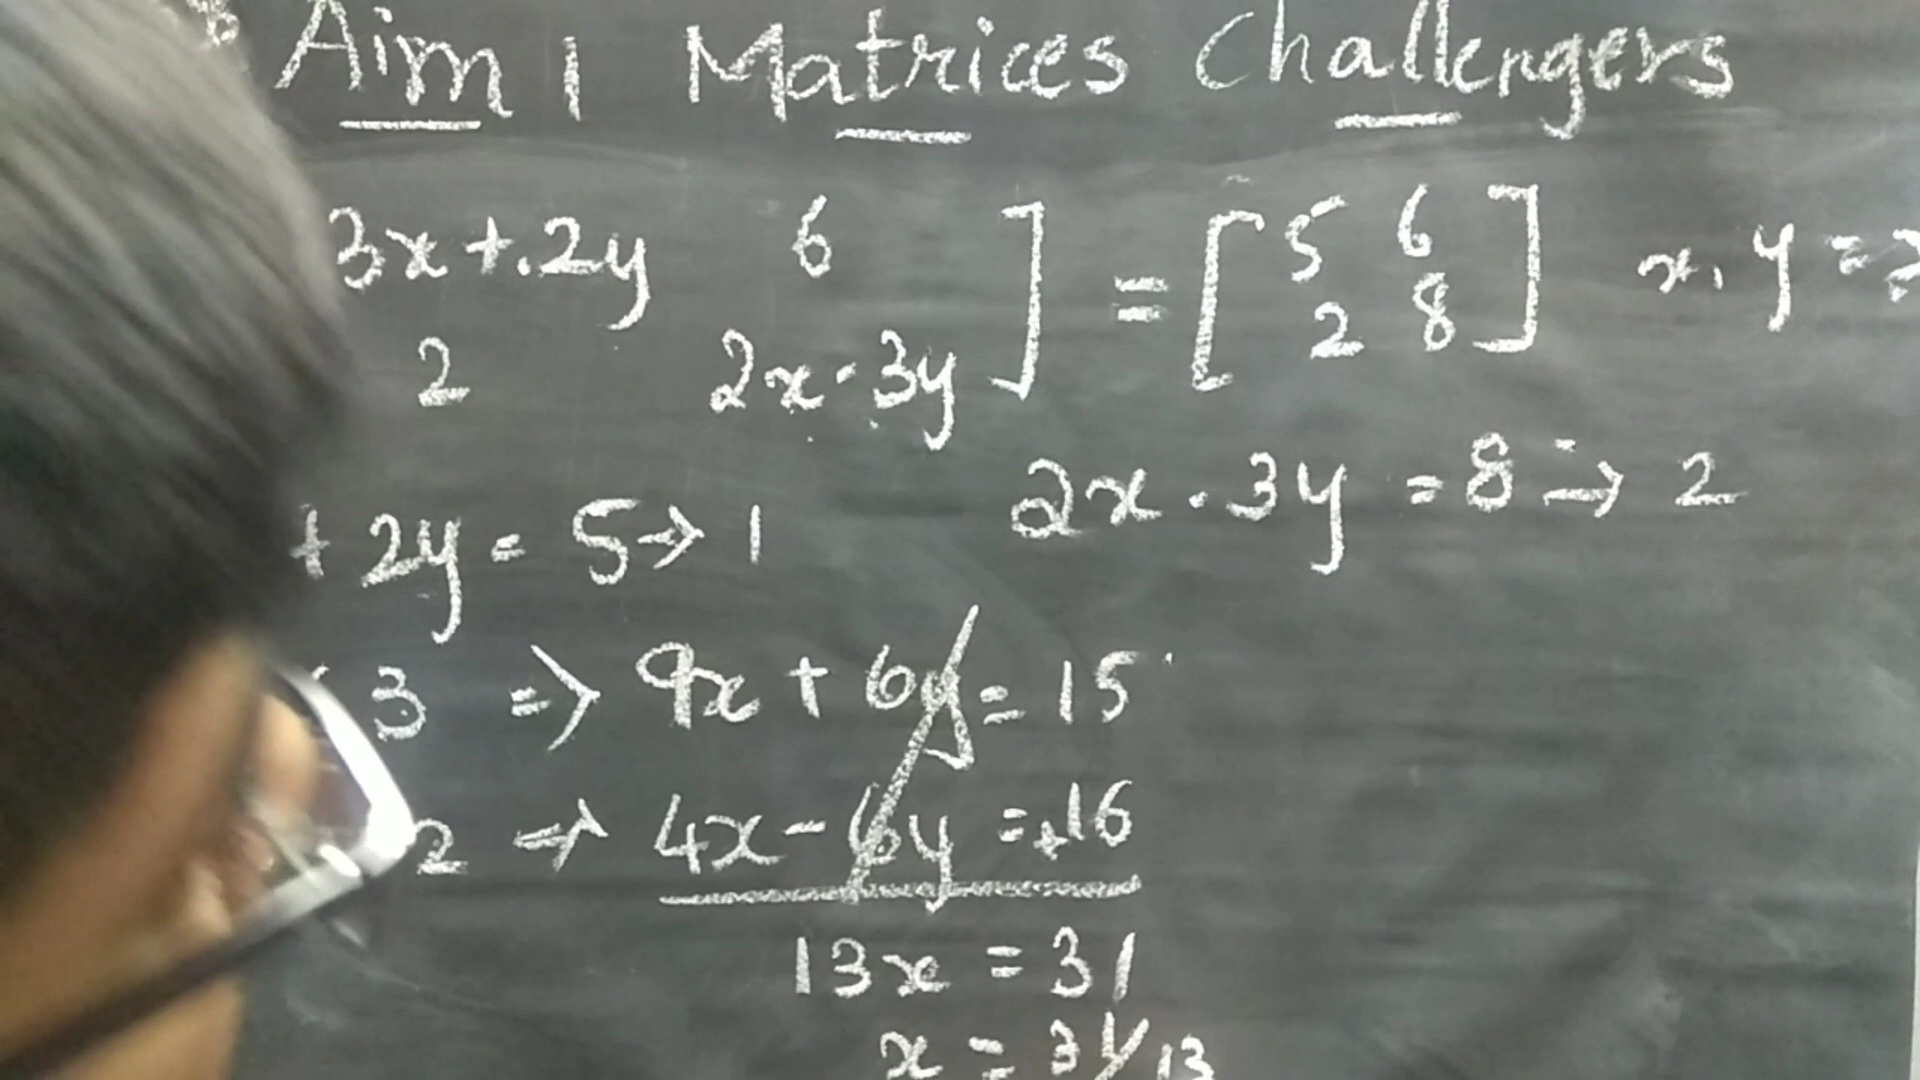 Aim 1 Matrices Challengers
3x+.2y 6 ] = [ 5 6 ] x, y = ?
2 2x-3y 2 8
+ 2y = 5 → 1 2x - 3y = 8 → 2
3 ⇒ 9x + 6y = 15
2 → 4x - 6y = +16
13x = 31
x = 31/13